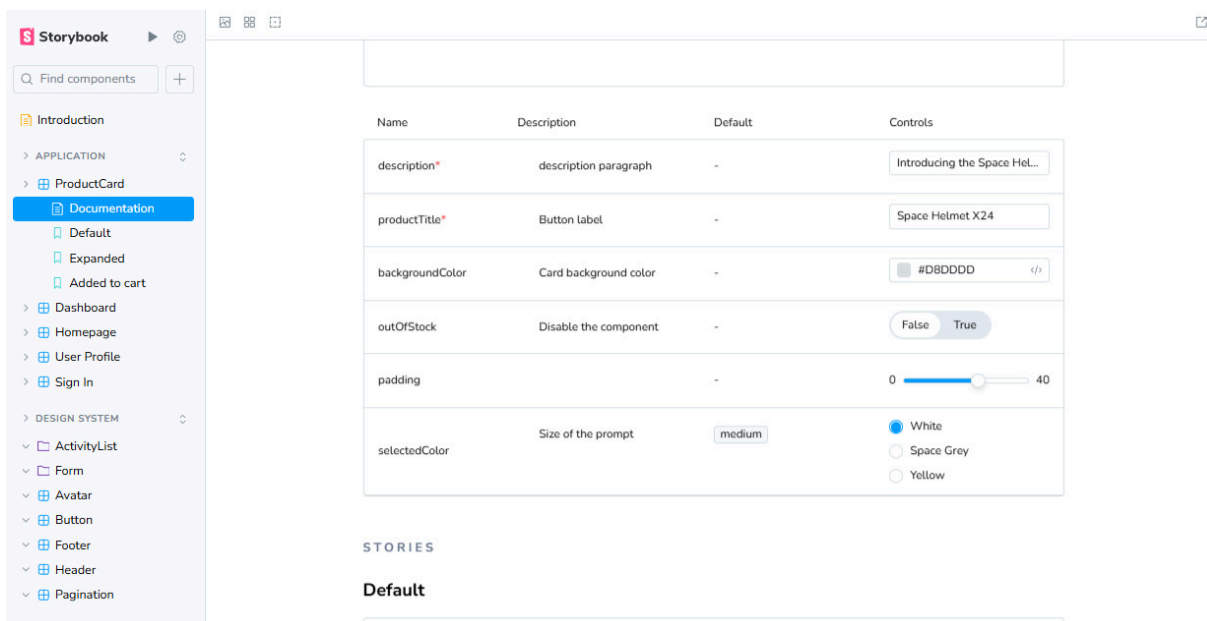 Storybook
Find components
Introduction
APPLICATION
ProductCard
Documentation
Default
Expanded
Added to cart
Dashboard
Homepage
User Profile
Sign In
DESIGN SYSTEM
ActivityList
Form
Avatar
Button
Footer
Header
Pagination
Name Description Default Controls
description* description paragraph - Introducing the Space Hel...
productTitle* Button label - Space Helmet X24
backgroundColor Card background color - #D8DDDD
outOfStock Disable the component - False True
padding - 0 40
selectedColor Size of the prompt medium White
Space Grey
Yellow
STORIES
Default